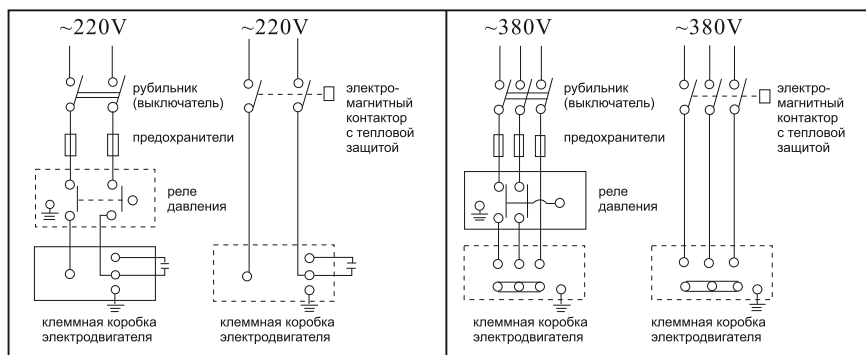 ~220V
~220V
рубильник
(выключатель)
электро-
магнитный
контактор
с тепловой
защитой
предохранители
реле
давления
клеммная коробка
электродвигателя
клеммная коробка
электродвигателя
~380V
~380V
рубильник
(выключатель)
электро-
магнитный
контактор
с тепловой
защитой
предохранители
реле
давления
клеммная коробка
электродвигателя
клеммная коробка
электродвигателя